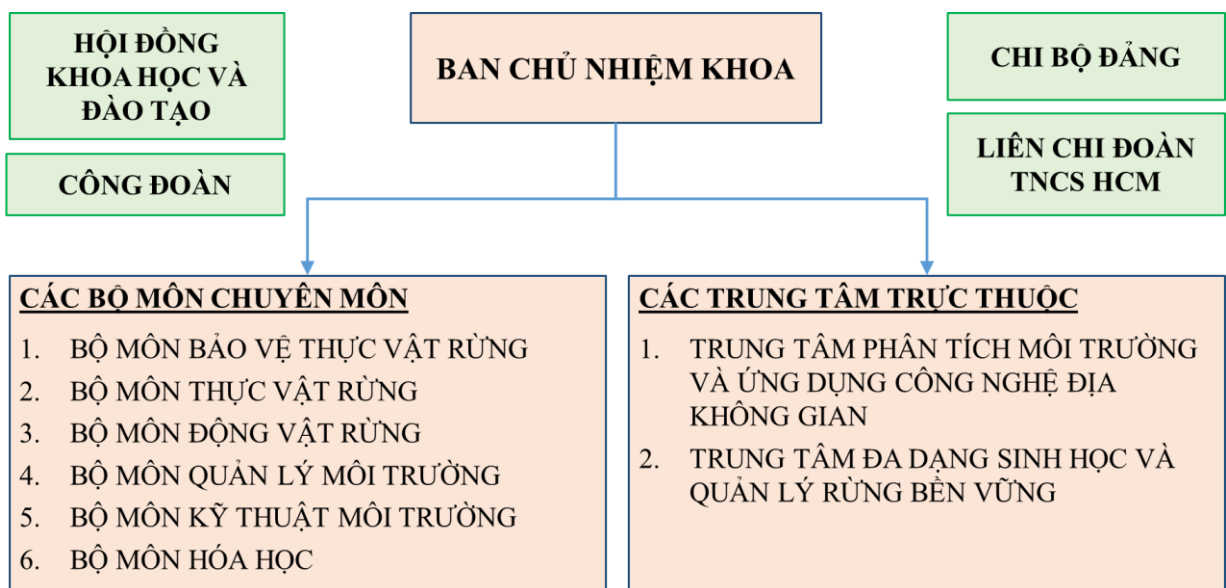 HỘI ĐỒNG
KHOA HỌC VÀ
ĐÀO TẠO
CÔNG ĐOÀN
BAN CHỦ NHIỆM KHOA
CHI BỘ ĐẢNG
LIÊN CHI ĐOÀN
TNCS HCM
CÁC BỘ MÔN CHUYÊN MÔN
1. BỘ MÔN BẢO VỆ THỰC VẬT RỪNG
2. BỘ MÔN THỰC VẬT RỪNG
3. BỘ MÔN ĐỘNG VẬT RỪNG
4. BỘ MÔN QUẢN LÝ MÔI TRƯỜNG
5. BỘ MÔN KỸ THUẬT MÔI TRƯỜNG
6. BỘ MÔN HÓA HỌC
CÁC TRUNG TÂM TRỰC THUỘC
1. TRUNG TÂM PHÂN TÍCH MÔI TRƯỜNG
VÀ ỨNG DỤNG CÔNG NGHỆ ĐỊA
KHÔNG GIAN
2. TRUNG TÂM ĐA DẠNG SINH HỌC VÀ
QUẢN LÝ RỪNG BỀN VỮNG